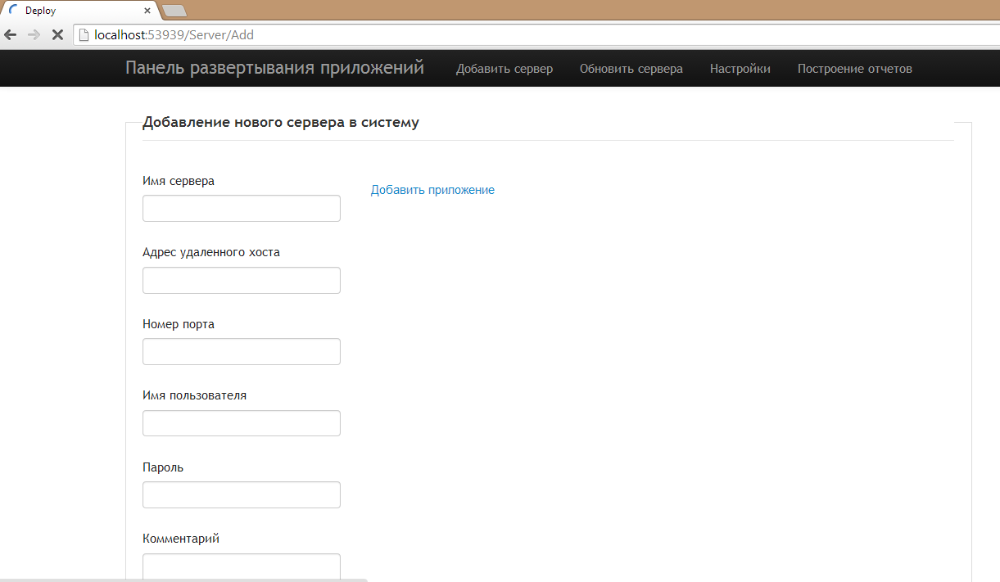 Deploy
localhost:53939/Server/Add
Панель развертывания приложений Добавить сервер Обновить сервера Настройки Построение отчетов
Добавление нового сервера в систему
Имя сервера
Добавить приложение
Адрес удаленного хоста
Номер порта
Имя пользователя
Пароль
Комментарий